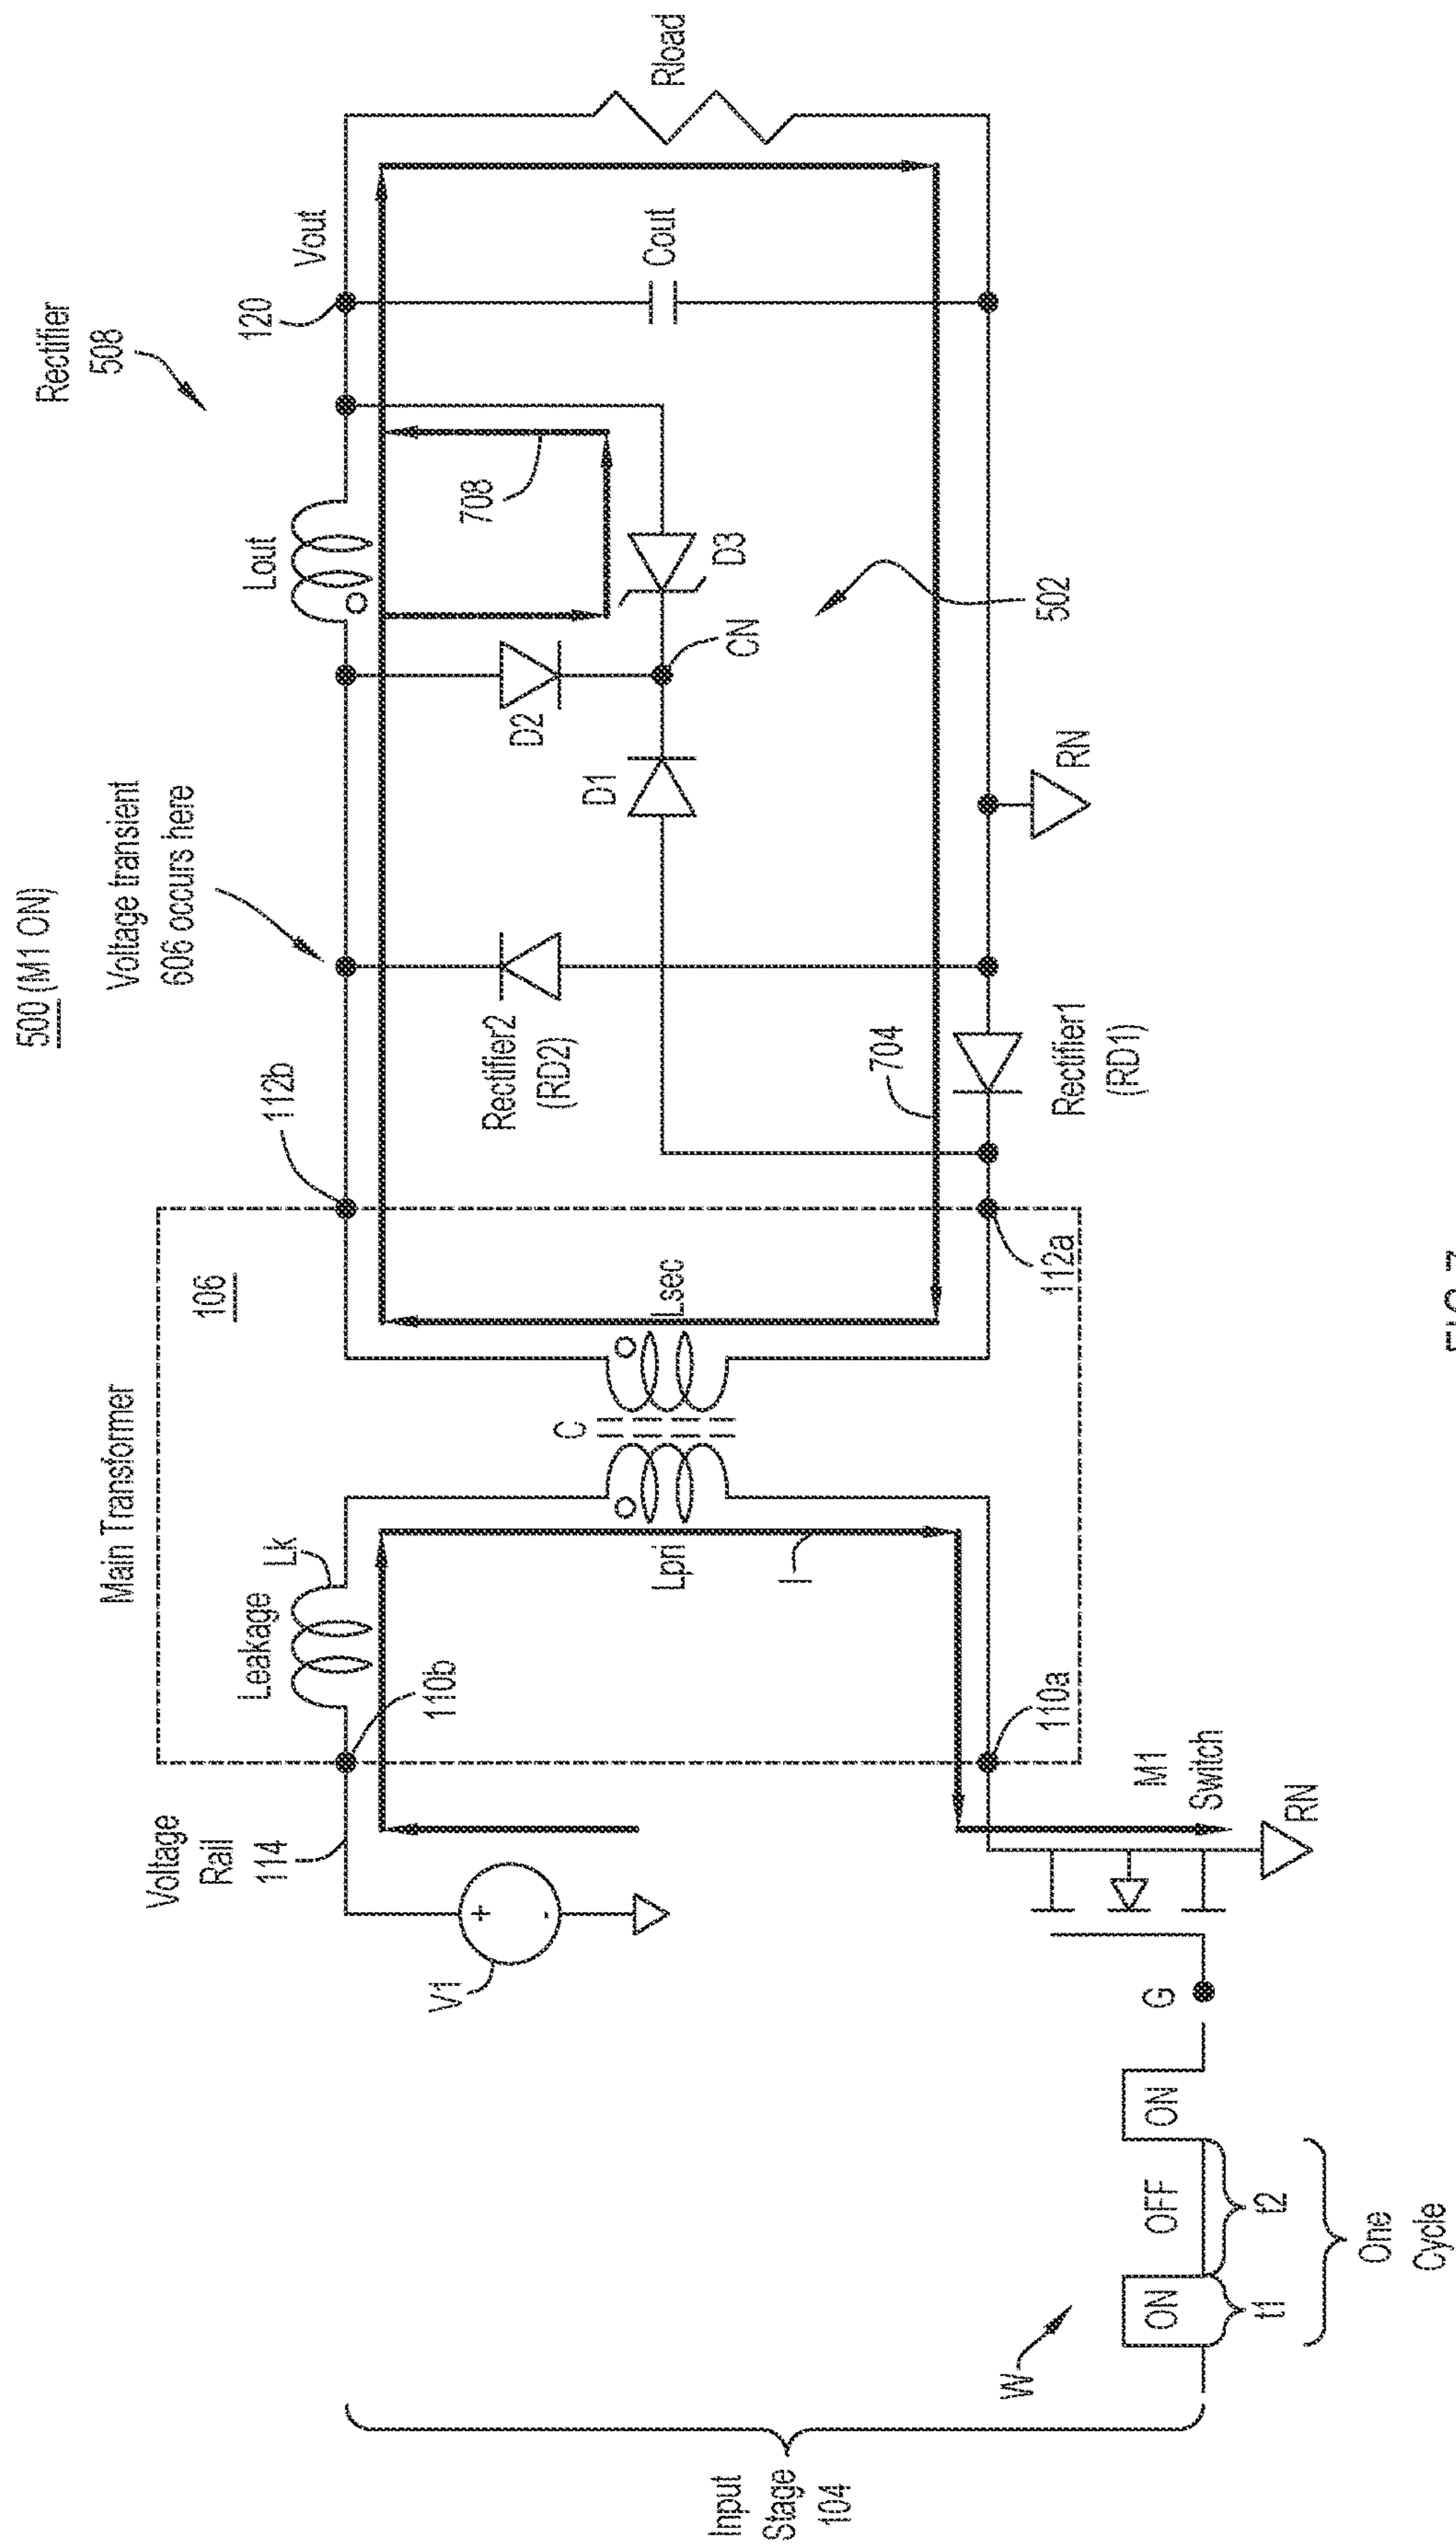 500 (M1 ON)
Rectifier
508
Voltage transient
606 occurs here
Main Transformer
106
Voltage
Rail
114
Leakage
Lk
110b
112b
Lout
120
Vout
V1
+
-
C
Lpri
Lsec
I
Rectifier2
(RD2)
D2
D1
CN
D3
708
Cout
Rload
704
502
110a
112a
Rectifier1
(RD1)
RN
M1
Switch
RN
G
W
ON
OFF
ON
t1
t2
One
Cycle
Input
Stage
104